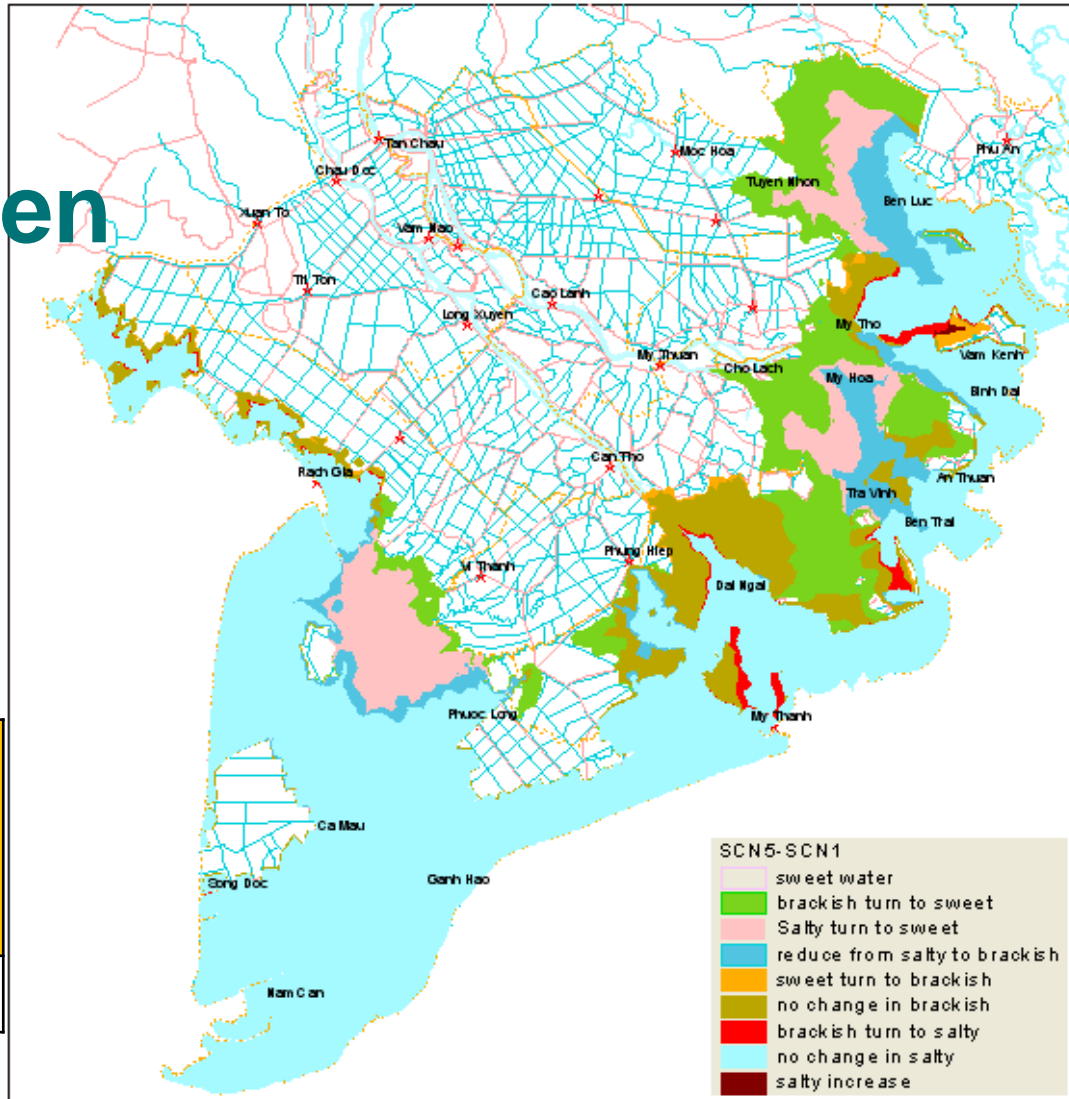 en
Tan Chau
Moc Hoa
Phu An
Chau Doc
Tuyen Nhon
Xuan To
Ben Luc
Vam Nao
Tri Ton
Cao Lanh
Long Xuyen
My Tho
My Thuan
Vam Kenh
Cho Lach
My Hoa
Binh Dai
Can Tho
Rach Gia
An Thuan
Tra Vinh
Ben Trai
Phung Hiep
Vi Thanh
Dai Ngai
Phuoc Long
My Thanh
Ca Mau
Ganh Hao
Song Doc
Nam Can
SCN5-SCN1
sweet water
brackish turn to sweet
Salty turn to sweet
reduce from salty to brackish
sweet turn to brackish
no change in brackish
brackish turn to salty
no change in salty
salty increase